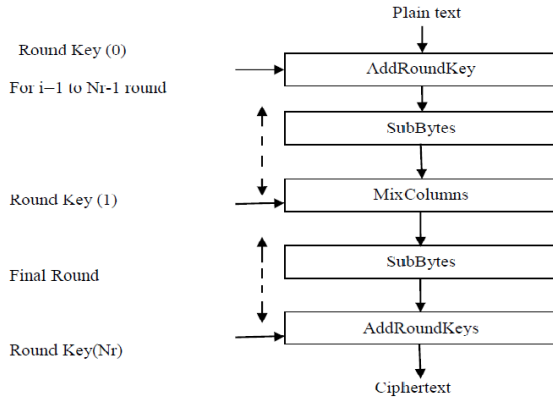 Plain text
Round Key (0)
AddRoundKey
For i=1 to Nr-1 round
SubBytes
Round Key (1)
MixColumns
Final Round
SubBytes
AddRoundKeys
Round Key(Nr)
Ciphertext